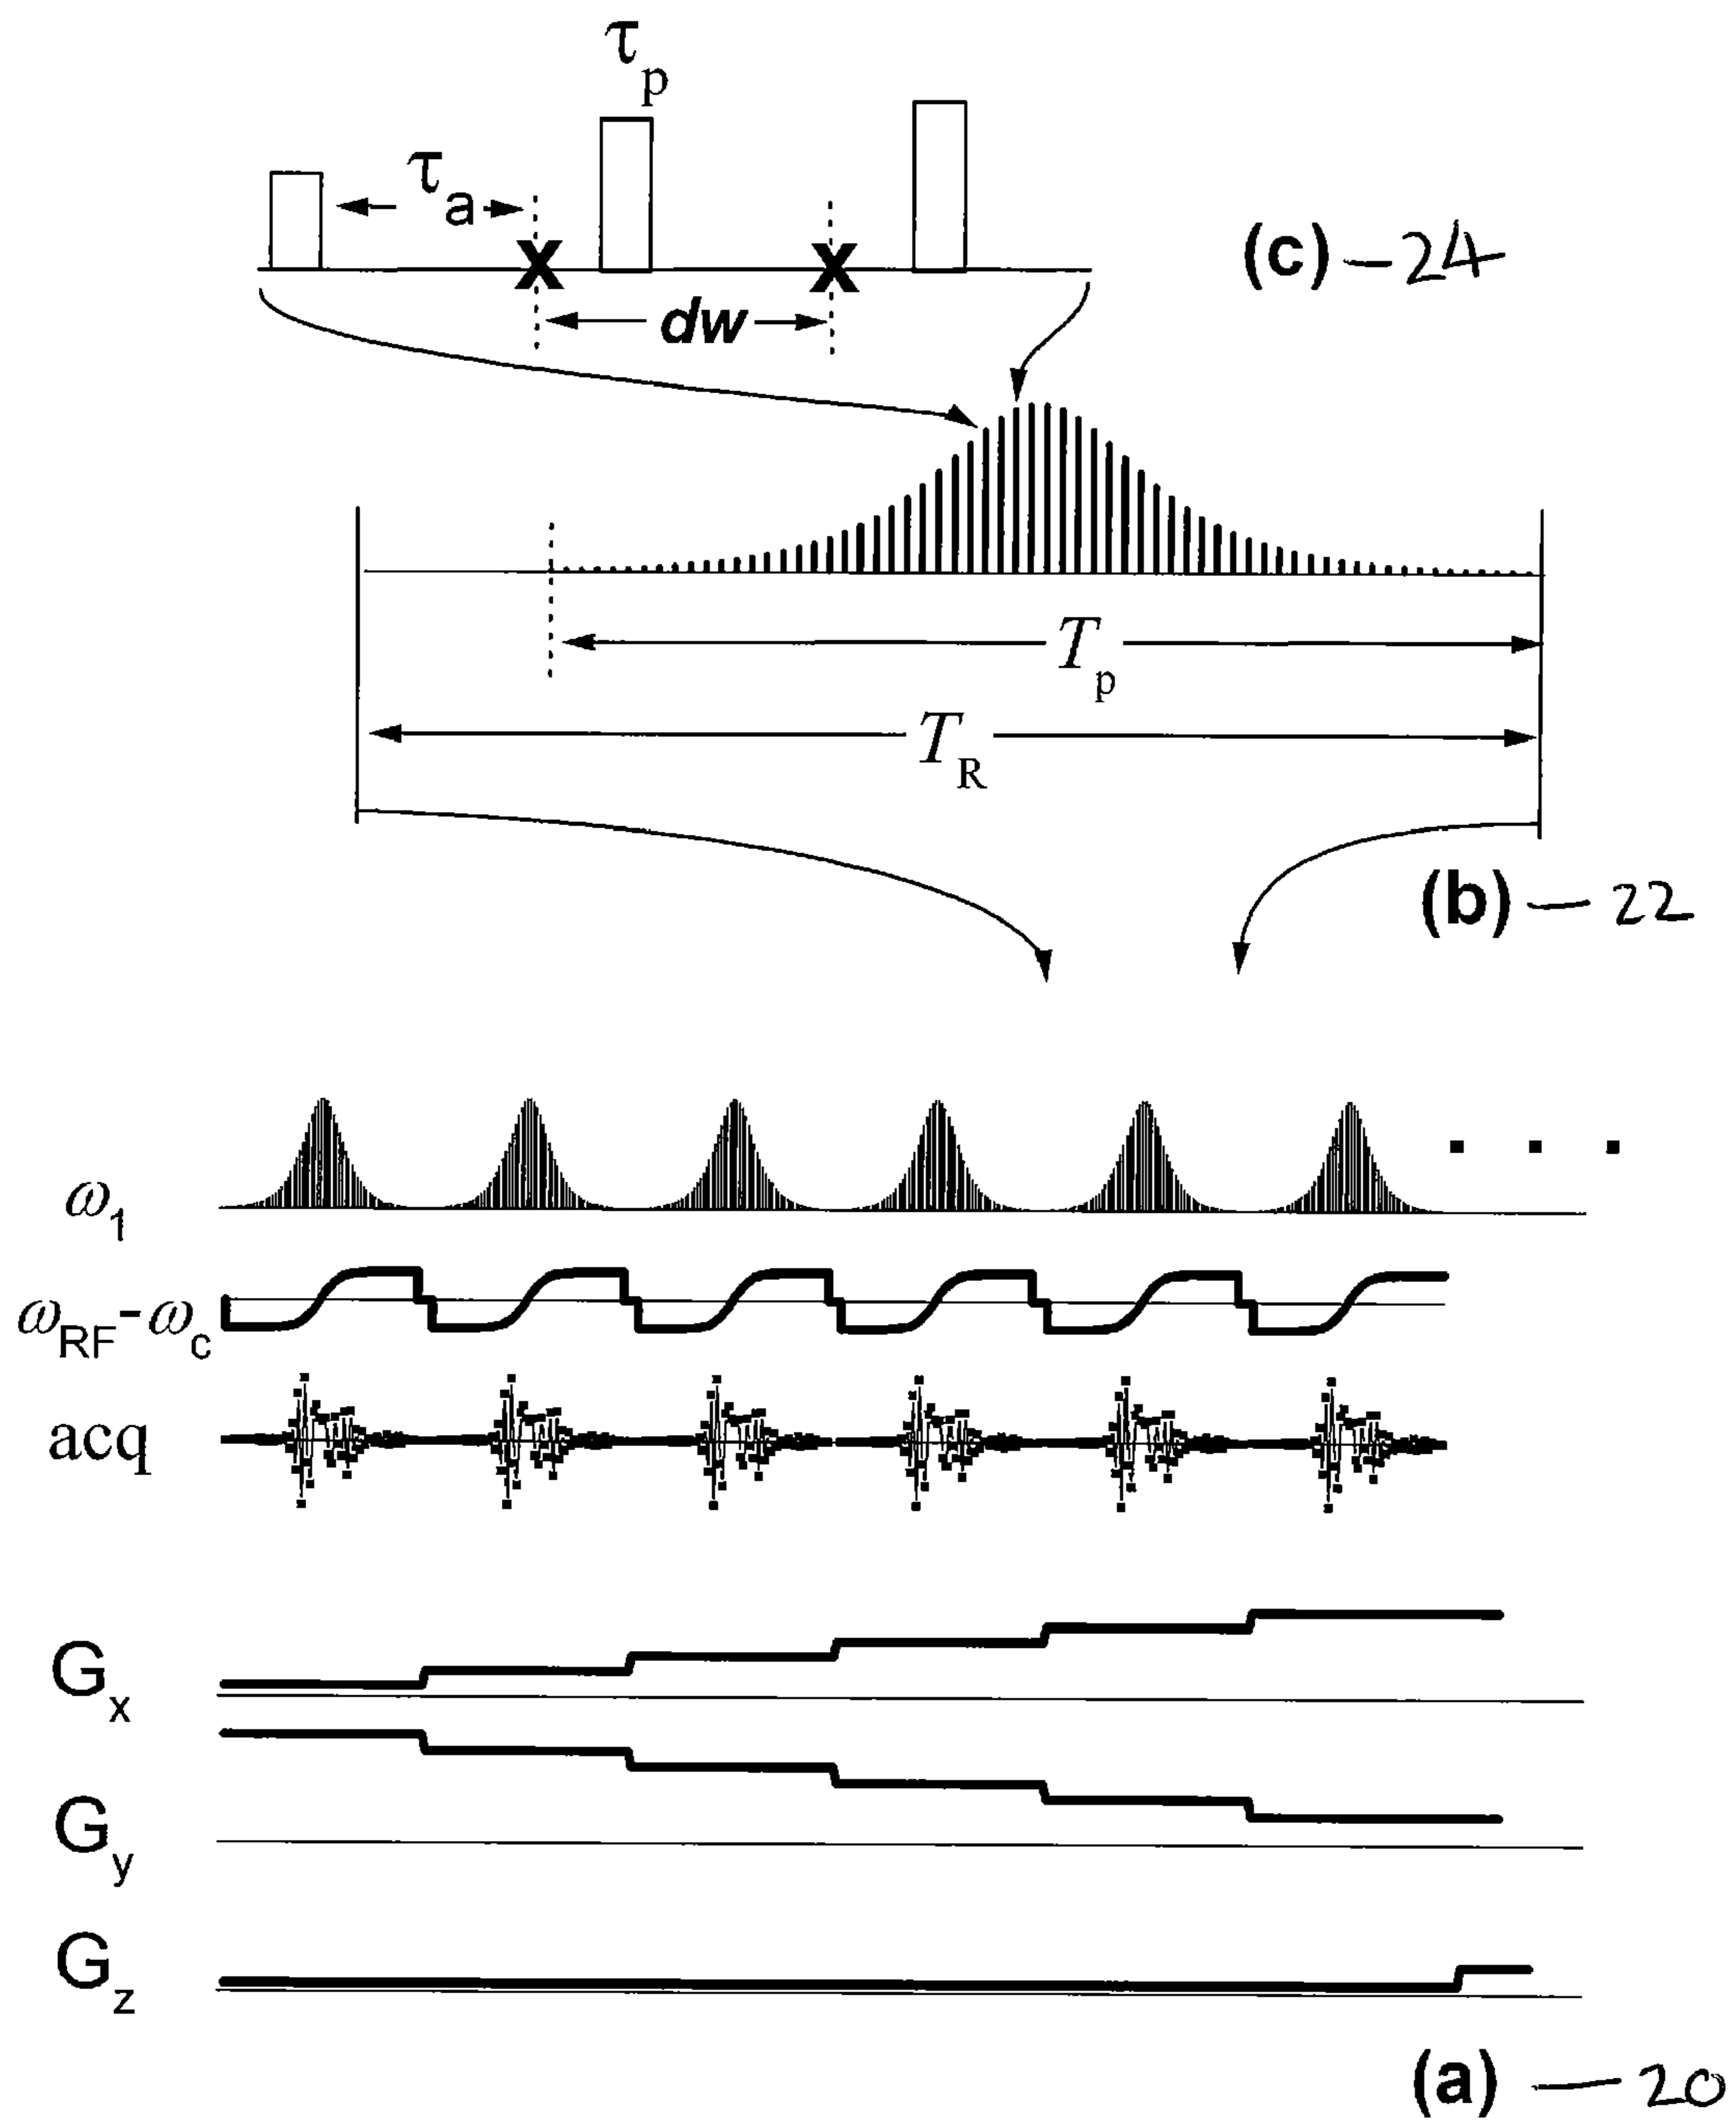 τp
τa
X X
dw
(c) – 24
Tp
TR
(b) – 22
ω1
. . .
ωRF-ωc
acq
Gx
Gy
Gz
(a) – 20